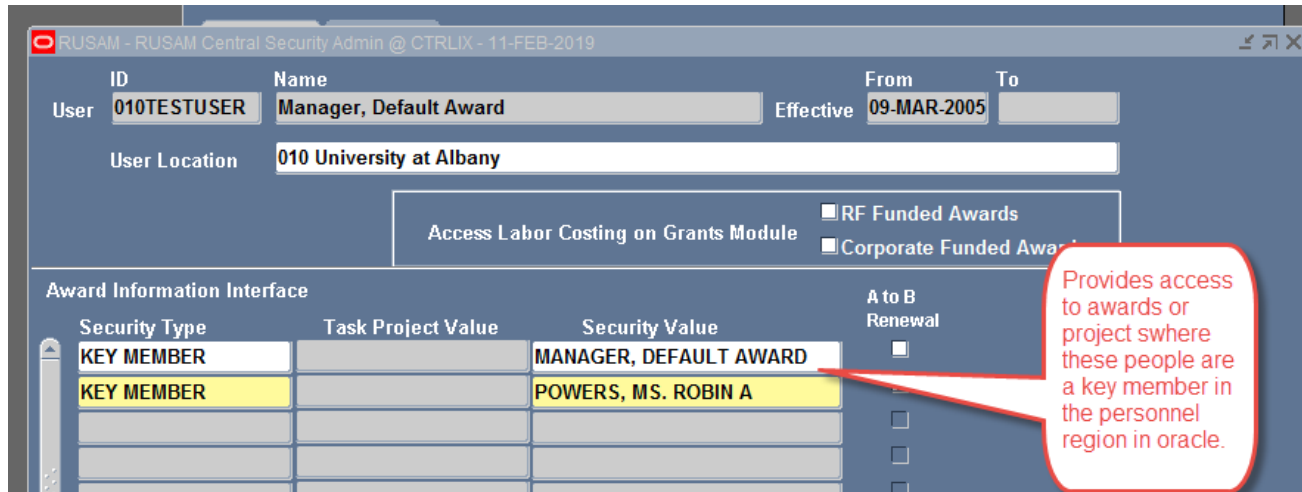 RUSAM - RUSAM Central Security Admin @ CTRLIX - 11-FEB-2019
ID Name From To
User 010TESTUSER Manager, Default Award Effective 09-MAR-2005
User Location 010 University at Albany
Access Labor Costing on Grants Module
RF Funded Awards
Corporate Funded
Award Information Interface
A to B
Renewal
Security Type Task Project Value Security Value
KEY MEMBER MANAGER, DEFAULT AWARD
KEY MEMBER POWERS, MS. ROBIN A
Provides access
to awards or
project swhere
these people are
a key member in
the personnel
region in oracle.